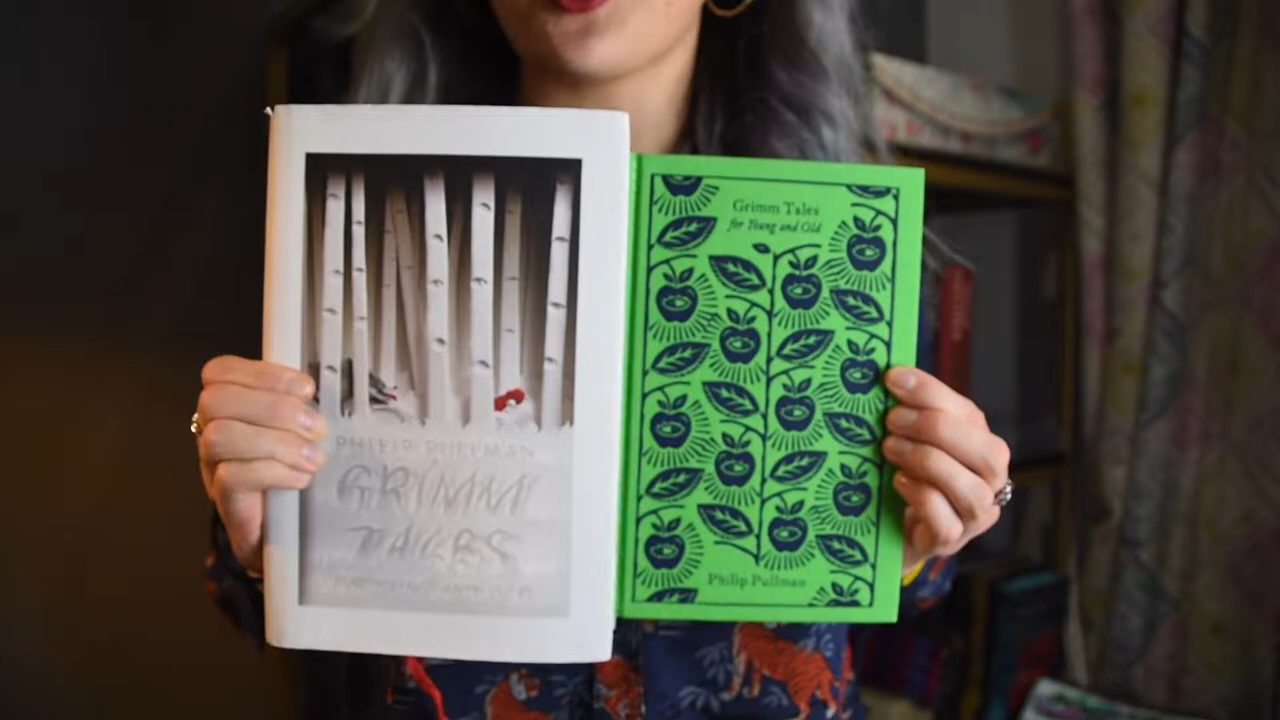 PHILIP PULLMAN
GRIMM
TALES
Grimm Tales
for Young and Old
Philip Pullman